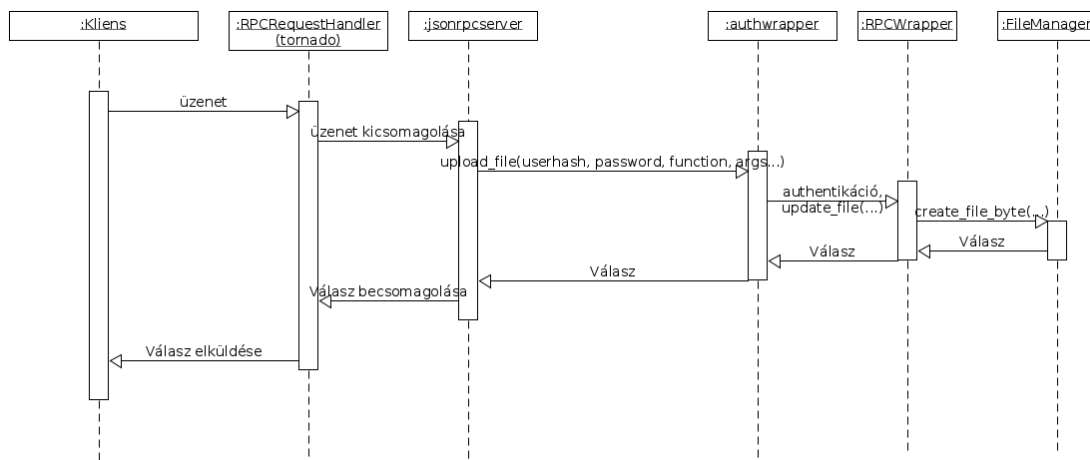 :Kliens
:RPCRequestHandler
(tornado)
:jsonrpcserver
:authwrapper
:RPCWrapper
:FileManager
üzenet
üzenet kicsomagolása
upload_file(userhash, password, function, args...)
authentikáció,
update_file(...)
create_file_byte(...)
Válasz
Válasz
Válasz
Válasz becsomagolása
Válasz elküldése